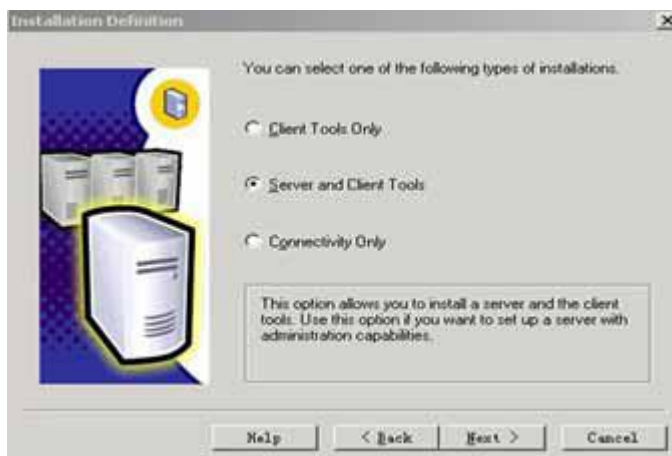 Installation Definition
You can select one of the following types of installations.
Client Tools Only
Server and Client Tools
Connectivity Only
This option allows you to install a server and the client
tools. Use this option if you want to set up a server with
administration capabilities.
Help
< Back
Next >
Cancel